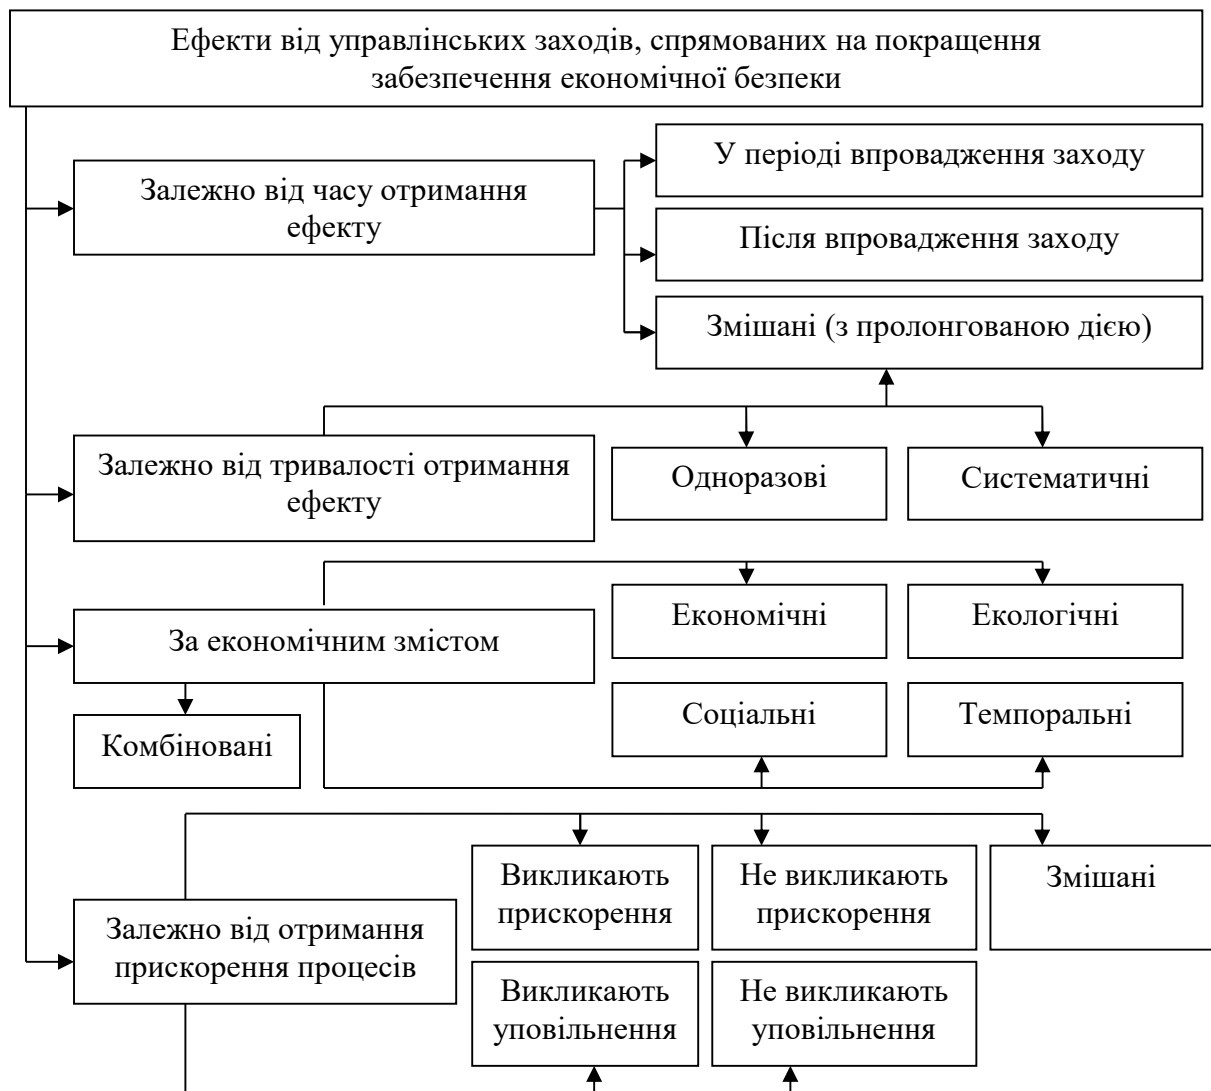 Ефекти від управлінських заходів, спрямованих на покращення
забезпечення економічної безпеки
Залежно від часу отримання
ефекту
У періоді впровадження заходу
Після впровадження заходу
Змішані (з пролонгованою дією)
Залежно від тривалості отримання
ефекту
Одноразові
Систематичні
За економічним змістом
Економічні
Екологічні
Соціальні
Темпоральні
Комбіновані
Залежно від отримання
прискорення процесів
Викликають
прискорення
Не викликають
прискорення
Змішані
Викликають
уповільнення
Не викликають
уповільнення